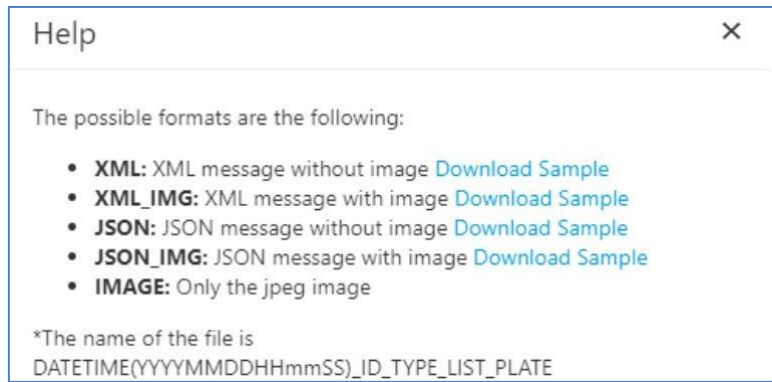 Help
The possible formats are the following:
• XML: XML message without image Download Sample
• XML_IMG: XML message with image Download Sample
• JSON: JSON message without image Download Sample
• JSON_IMG: JSON message with image Download Sample
• IMAGE: Only the jpeg image
*The name of the file is
DATETIME(YYYYMMDDHHmmSS)_ID_TYPE_LIST_PLATE